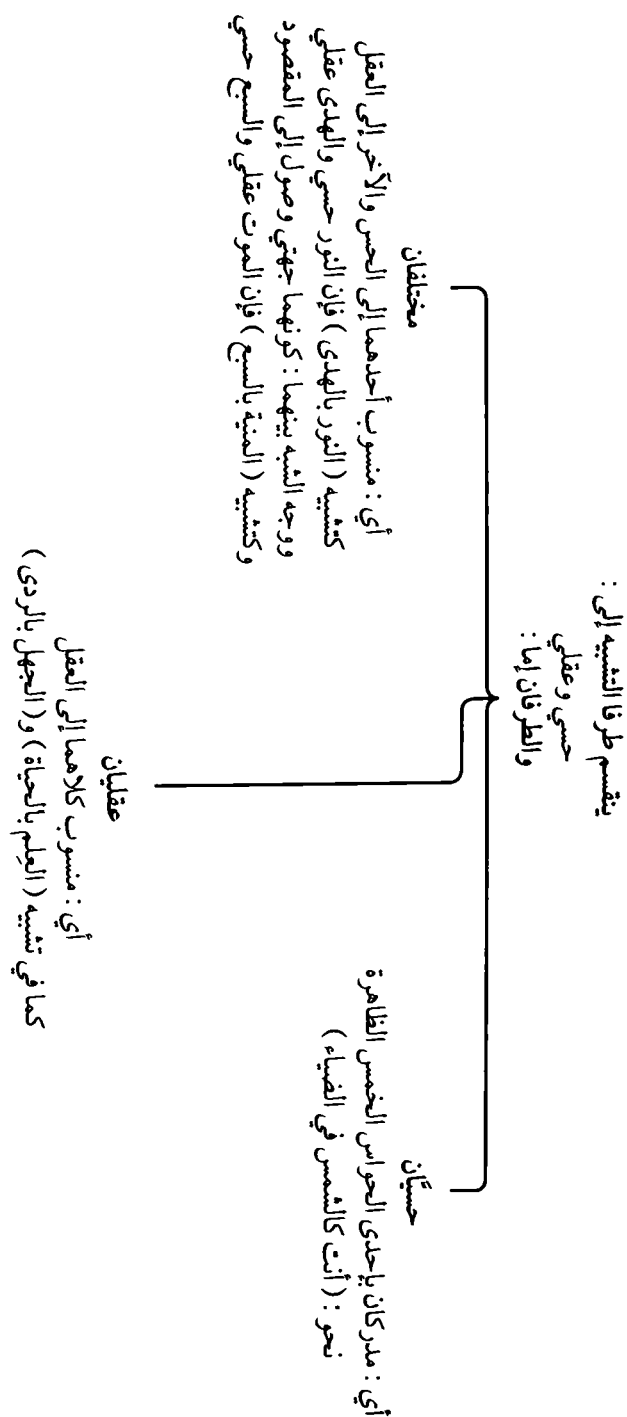 ينقسم طرفا التشبيه إلى :
حسي وعقلي
والطرفان إما :
حسيَّان
أي : مدركان بإحدى الحواس الخمس الظاهرة
نحو : (أنت كالشمس في الضياء)
عقليان
أي : منسوب كلاهما إلى العقل
كما في تشبيه (العِلم بالحياة) و(الجهل بالردى)
مختلفان
أي : منسوب أحدهما إلى الحس والآخر إلى العقل
كتشبيه (النور بالهدى) فإن النور حسي والهدى عقلي
ووجه الشبه بينهما : كونهما جهتي وصول إلى المقصود
وكتشبيه (المنية بالسبع) فإن الموت عقلي والسبع حسي